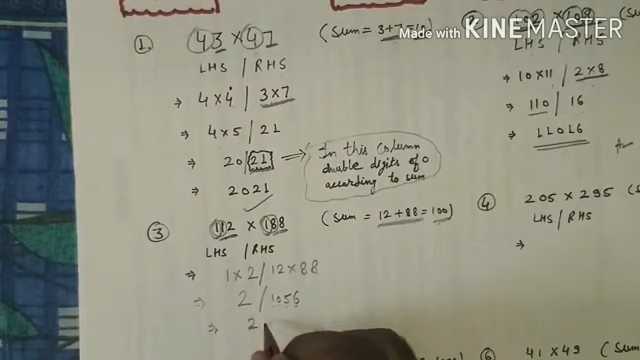 Made with KINEMASTER
1. 43 × 47 (Sum = 3+7=10)
LHS / RHS
⇒ 4 × 4 / 3 × 7
⇒ 4 × 5 / 21
⇒ 20 / 21 ⇒ In this column double digits of 0 according to sum
⇒ 2021
102 × 108
LHS / RHS
⇒ 10 × 11 / 2 × 8
⇒ 110 / 16
⇒ 11016
3 112 × 188 (Sum = 12 + 88 = 100)
LHS / RHS
⇒ 1 × 2 / 12 × 88
⇒ 2 / 1056
⇒ 2
4 205 × 295
LHS / RHS
⇒
6 41 × 49